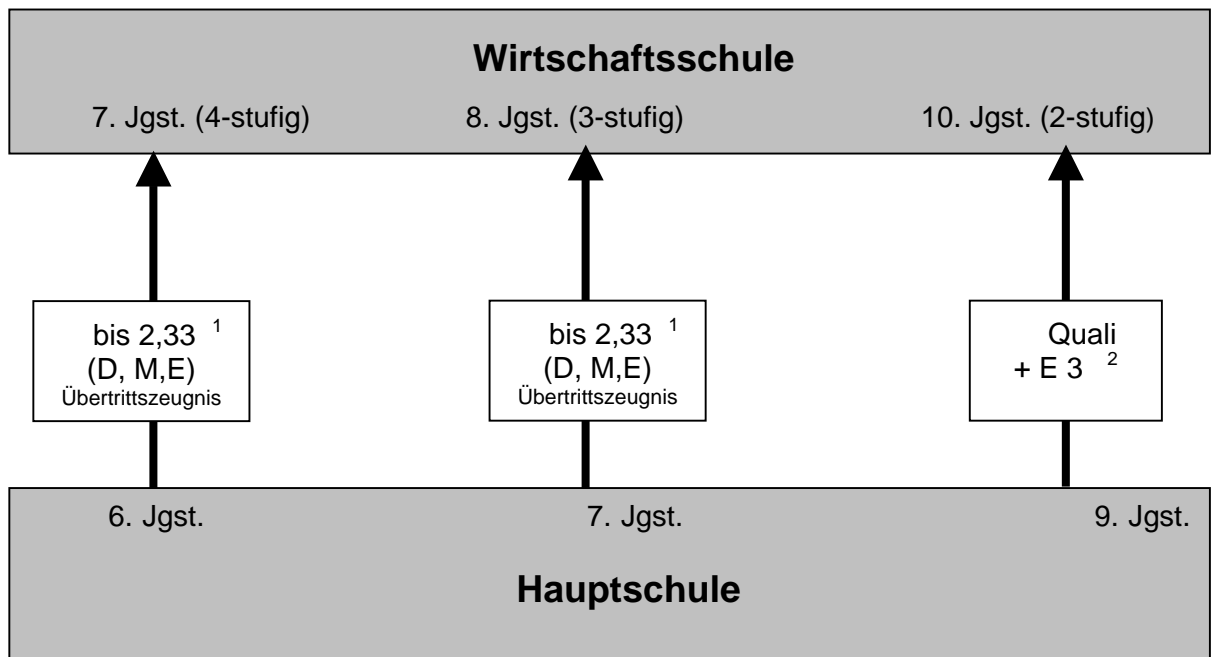 Wirtschaftsschule
7. Jgst. (4-stufig)
8. Jgst. (3-stufig)
10. Jgst. (2-stufig)
bis 2,33 1
(D, M,E)
Übertrittszeugnis
bis 2,33 1
(D, M,E)
Übertrittszeugnis
Quali
+ E 3 2
6. Jgst.
7. Jgst.
9. Jgst.
Hauptschule